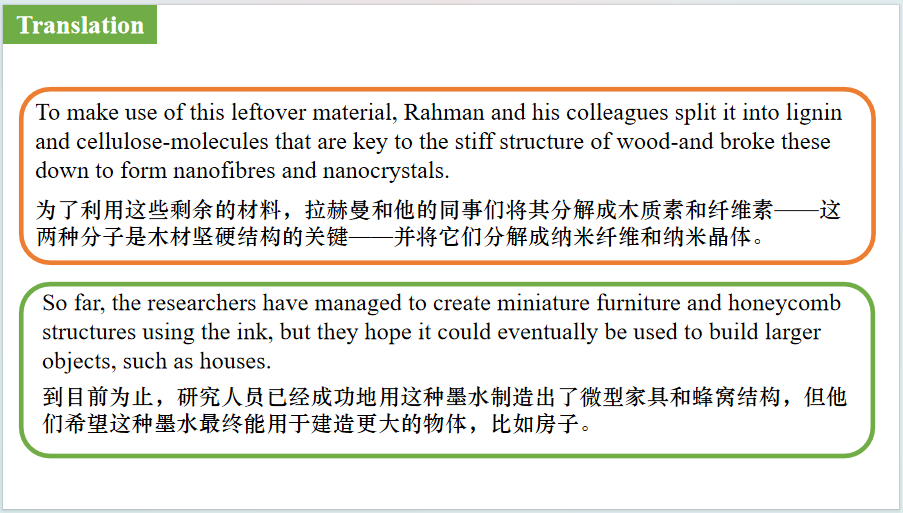 Translation
To make use of this leftover material, Rahman and his colleagues split it into lignin
and cellulose-molecules that are key to the stiff structure of wood-and broke these
down to form nanofibres and nanocrystals.
为了利用这些剩余的材料，拉赫曼和他的同事们将其分解成木质素和纤维素——这
两种分子是木材坚硬结构的关键——并将它们分解成纳米纤维和纳米晶体。
So far, the researchers have managed to create miniature furniture and honeycomb
structures using the ink, but they hope it could eventually be used to build larger
objects, such as houses.
到目前为止，研究人员已经成功地用这种墨水制造出了微型家具和蜂窝结构，但他
们希望这种墨水最终能用于建造更大的物体，比如房子。